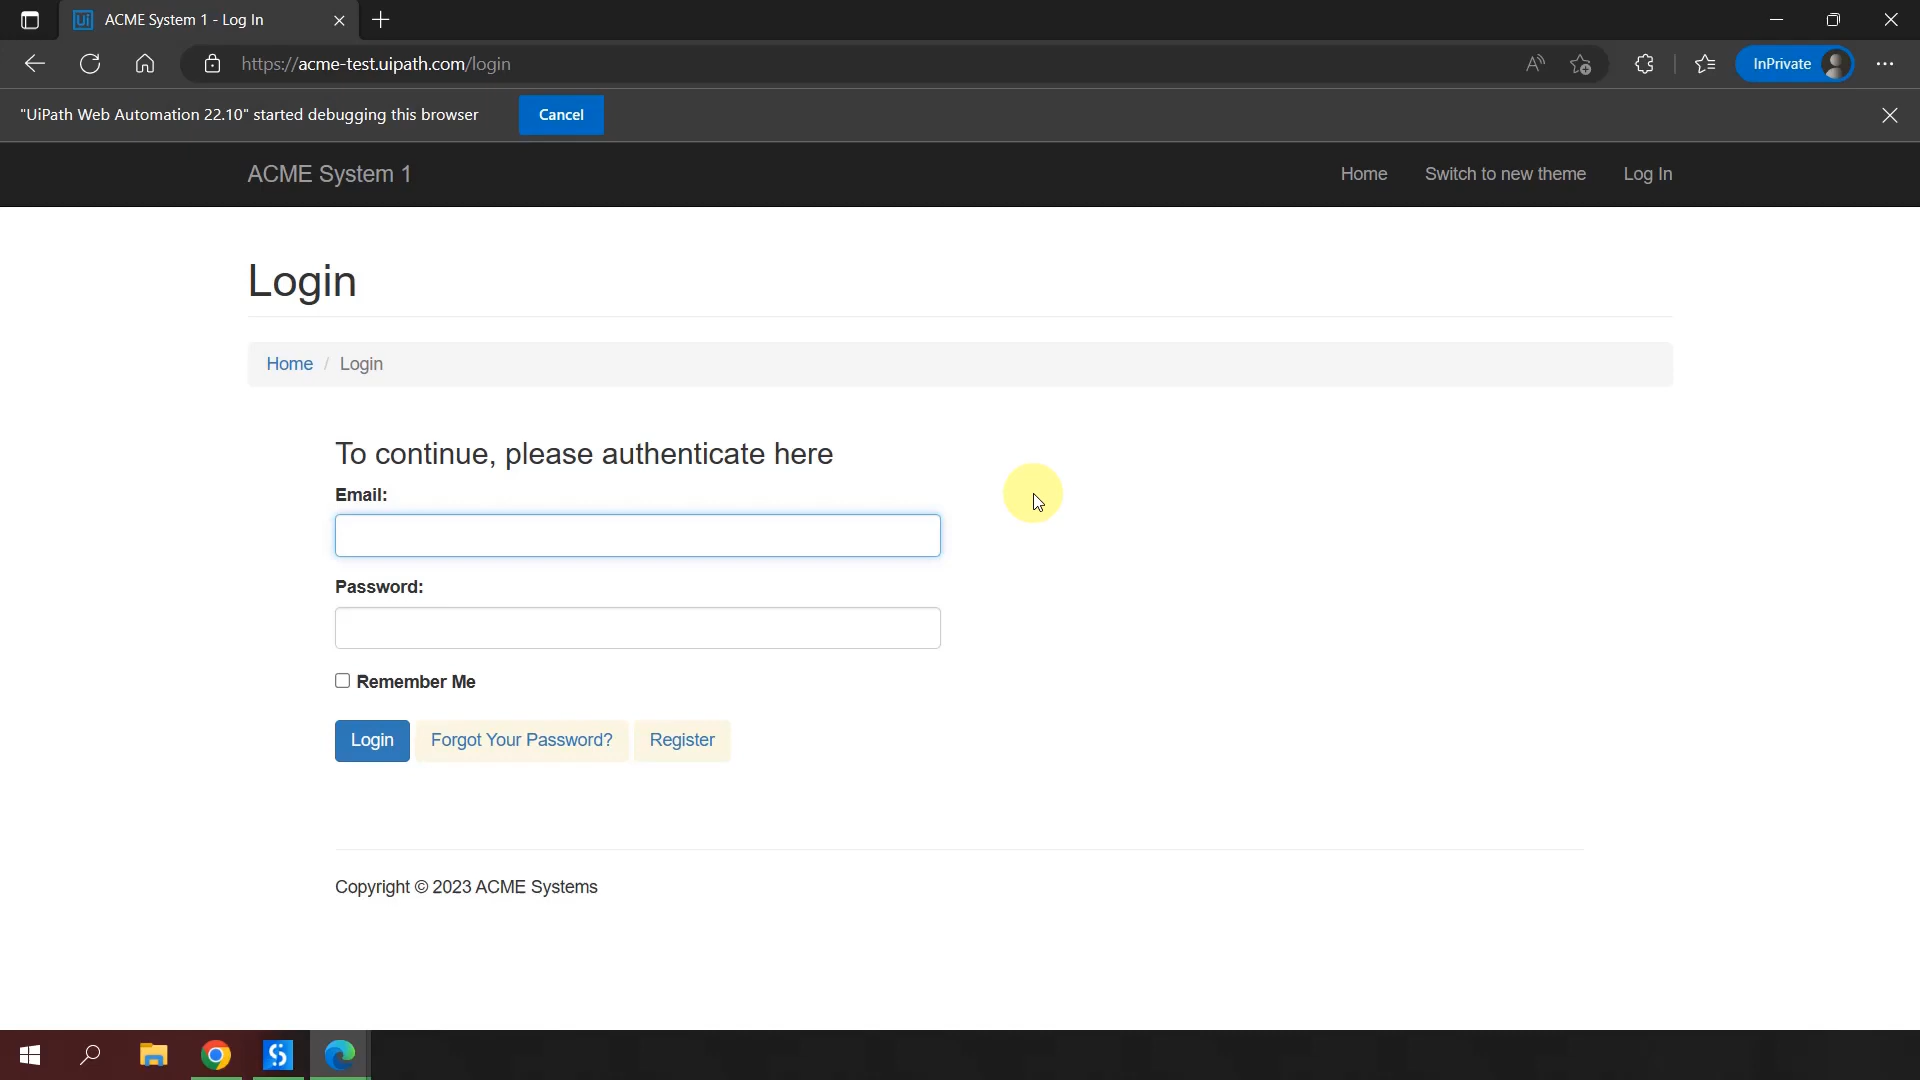 ACME System 1 - Log In
https://acme-test.uipath.com/login
InPrivate
"UiPath Web Automation 22.10" started debugging this browser
Cancel
ACME System 1
Home
Switch to new theme
Log In
Login
Home / Login
To continue, please authenticate here
Email:
Password:
Remember Me
Login
Forgot Your Password?
Register
Copyright © 2023 ACME Systems